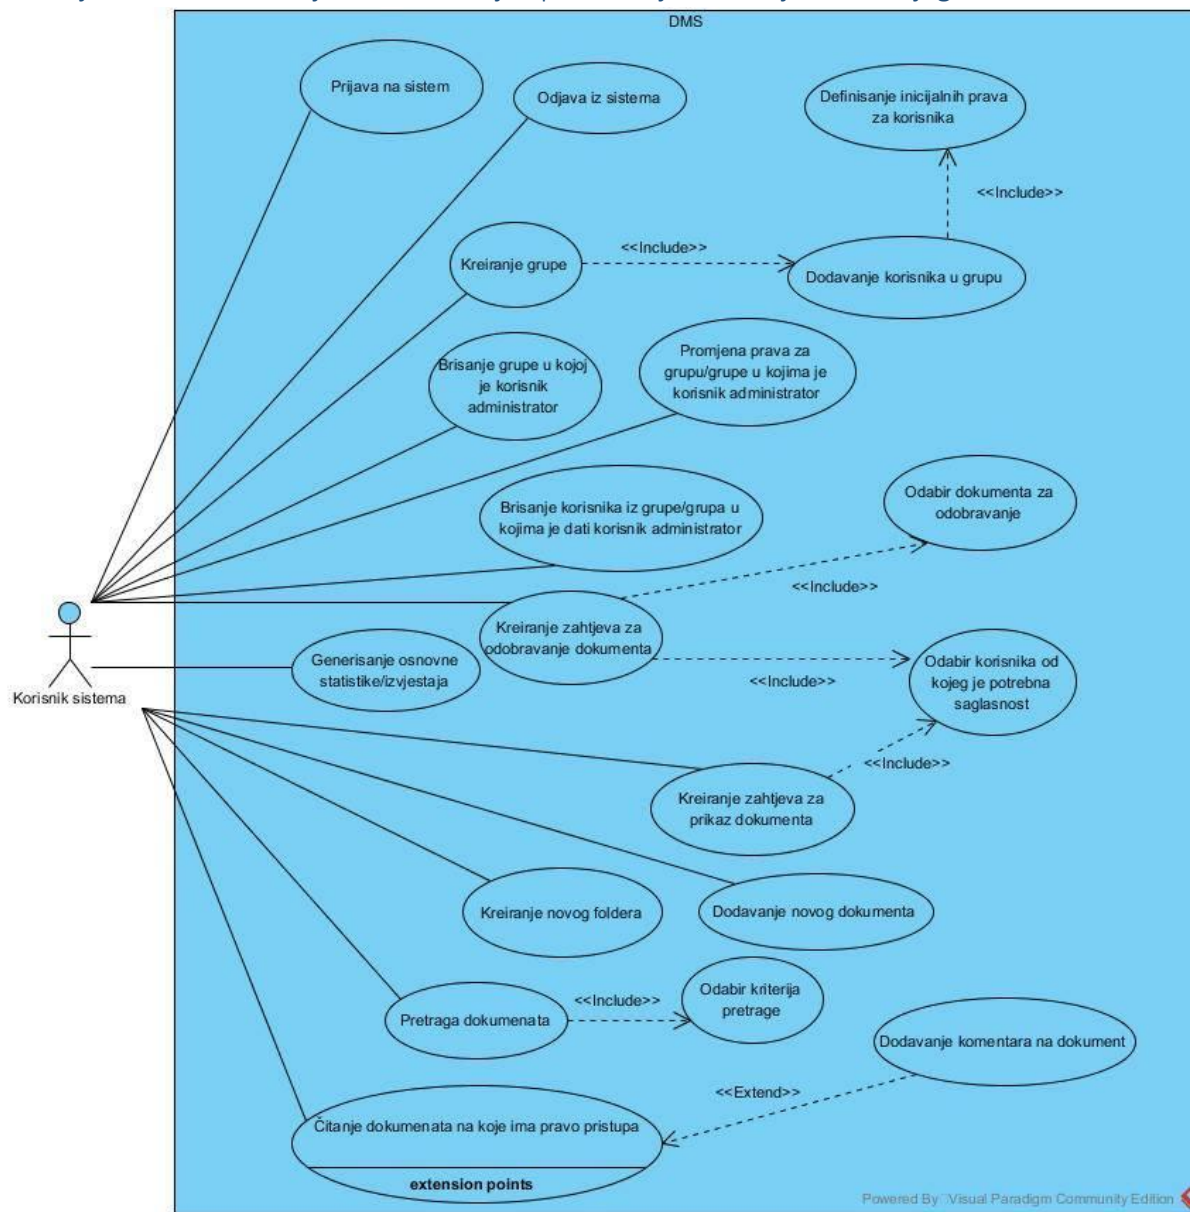 DMS
Prijava na sistem
Odjava iz sistema
Definisanje inicijalnih prava
za korisnika
<<Include>>
Kreiranje grupe
<<Include>>
Dodavanje korisnika u grupu
Brisanje grupe u kojoj
je korisnik
administrator
Promjena prava za
grupu/grupe u kojima je
korisnik administrator
Brisanje korisnika iz grupe/grupa u
kojima je dati korisnik administrator
Odabir dokumenta za
odobravanje
<<Include>>
Kreiranje zahtjeva za
odobravanje dokumenta
Korisnik sistema
Generisanje osnovne
statistike/izvjestaja
<<Include>>
Odabir korisnika od
kojeg je potrebna
saglasnost
<<Include>>
Kreiranje zahtjeva za
prikaz dokumenta
Kreiranje novog foldera
Dodavanje novog dokumenta
Pretraga dokumenata
<<Include>>
Odabir kriterija
pretrage
Dodavanje komentara na dokument
<<Extend>>
Čitanje dokumenata na koje ima pravo pristupa
extension points
Powered By Visual Paradigm Community Edition